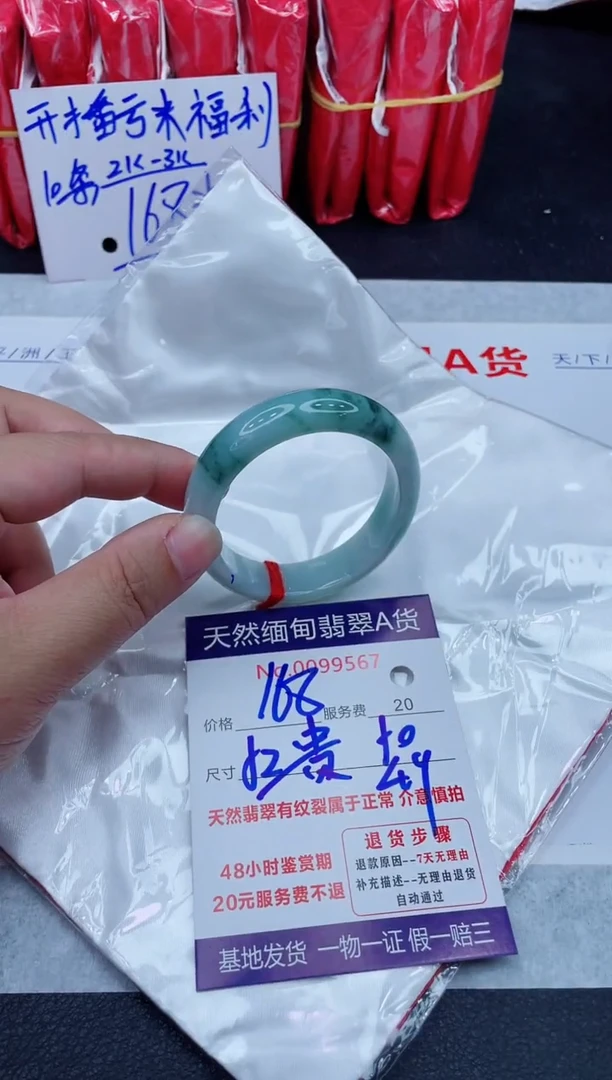 开播亏米福利
10条 2K-3K
168
洲/玉
A货
天/下/
天然缅甸翡翠A货
No.0099567
价格 168 服务费 20
尺寸
天然翡翠有纹裂属于正常 介意慎拍
48小时鉴赏期
20元服务费不退
退货步骤
退款原因--7天无理由
补充描述--无理由退货
自动通过
基地发货 一物一证 假一赔三